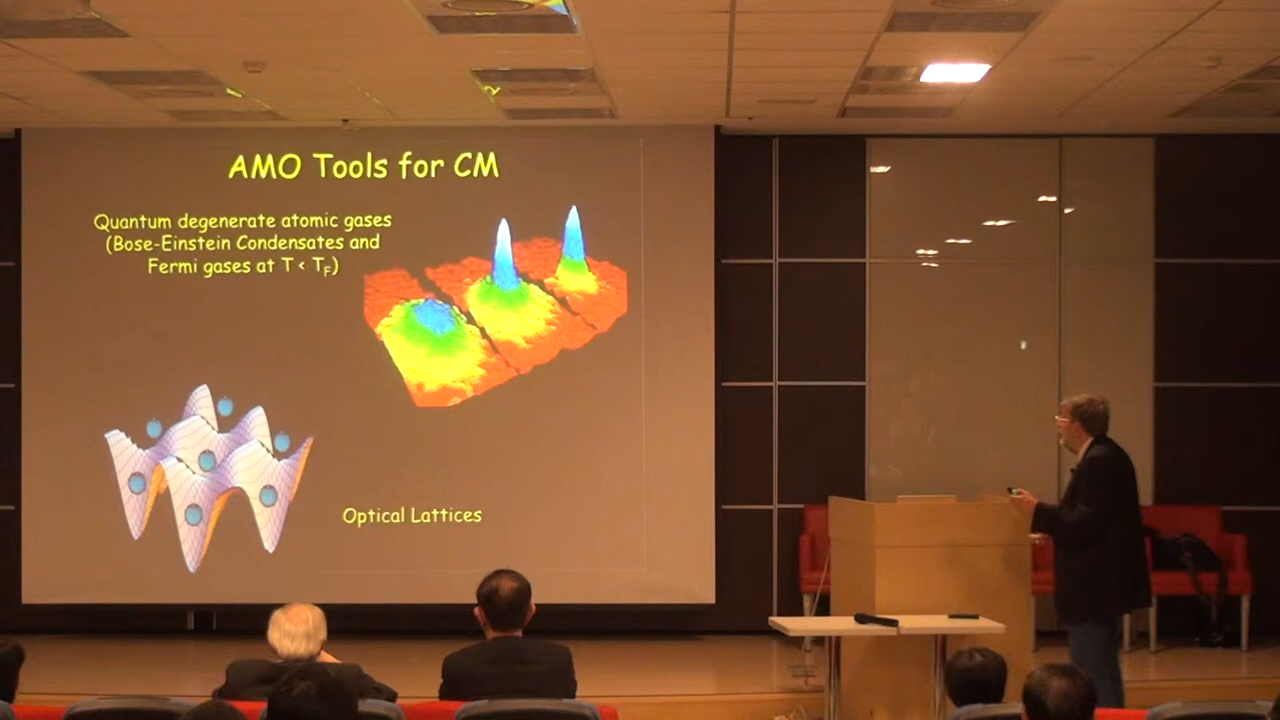 AMO Tools for CM
Quantum degenerate atomic gases
(Bose-Einstein Condensates and
Fermi gases at T < TF)
Optical Lattices